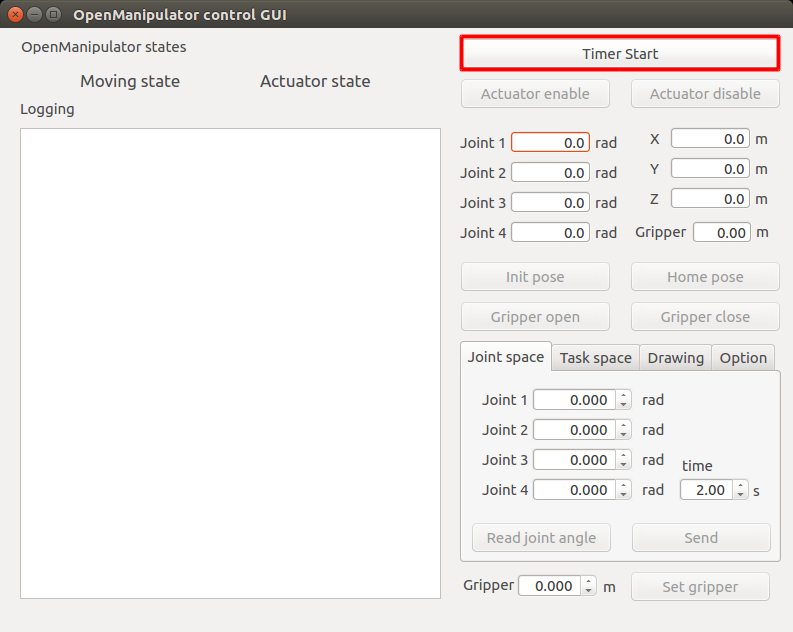 OpenManipulator control GUI
OpenManipulator states
Moving state Actuator state
Logging
Timer Start
Actuator enable Actuator disable
Joint 1 0.0 rad X 0.0 m
Joint 2 0.0 rad Y 0.0 m
Joint 3 0.0 rad Z 0.0 m
Joint 4 0.0 rad Gripper 0.00 m
Init pose Home pose
Gripper open Gripper close
Joint space Task space Drawing Option
Joint 1 0.000 rad
Joint 2 0.000 rad
Joint 3 0.000 rad time
Joint 4 0.000 rad 2.00 s
Read joint angle Send
Gripper 0.000 m Set gripper